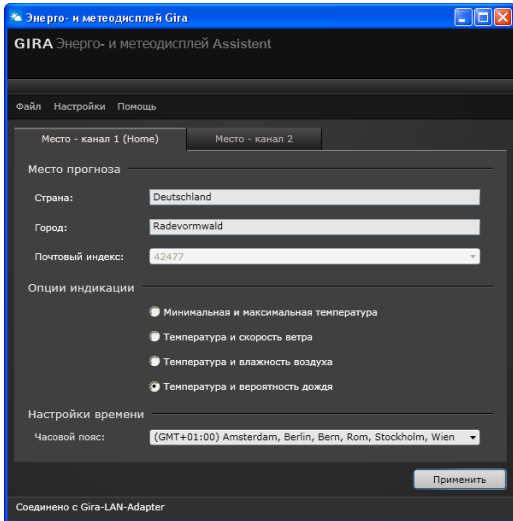 Энерго- и метеодисплей Gira
GIRA Энерго- и метеодисплей Assistent
Файл Настройки Помощь
Место - канал 1 (Home) Место - канал 2
Место прогноза
Страна: Deutschland
Город: Radevormwald
Почтовый индекс: 42477
Опции индикации
Минимальная и максимальная температура
Температура и скорость ветра
Температура и влажность воздуха
Температура и вероятность дождя
Настройки времени
Часовой пояс: (GMT+01:00) Amsterdam, Berlin, Bern, Rom, Stockholm, Wien
Применить
Соединено с Gira-LAN-Adapter